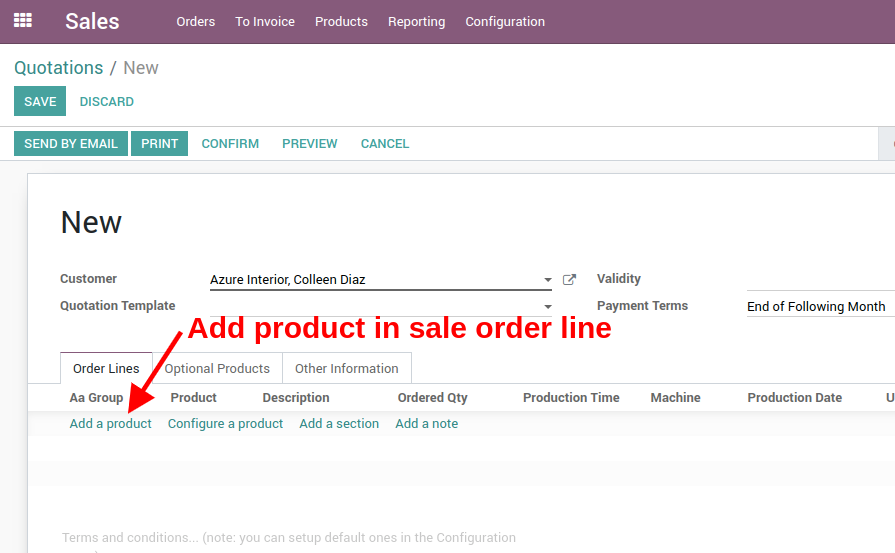 Sales Orders To Invoice Products Reporting Configuration
Quotations / New
SAVE DISCARD
SEND BY EMAIL PRINT CONFIRM PREVIEW CANCEL
New
Customer Azure Interior, Colleen Diaz Validity
Quotation Template Payment Terms End of Following Month
Add product in sale order line
Order Lines Optional Products Other Information
Aa Group Product Description Ordered Qty Production Time Machine Production Date U
Add a product Configure a product Add a section Add a note
Terms and conditions... (note: you can setup default ones in the Configuration